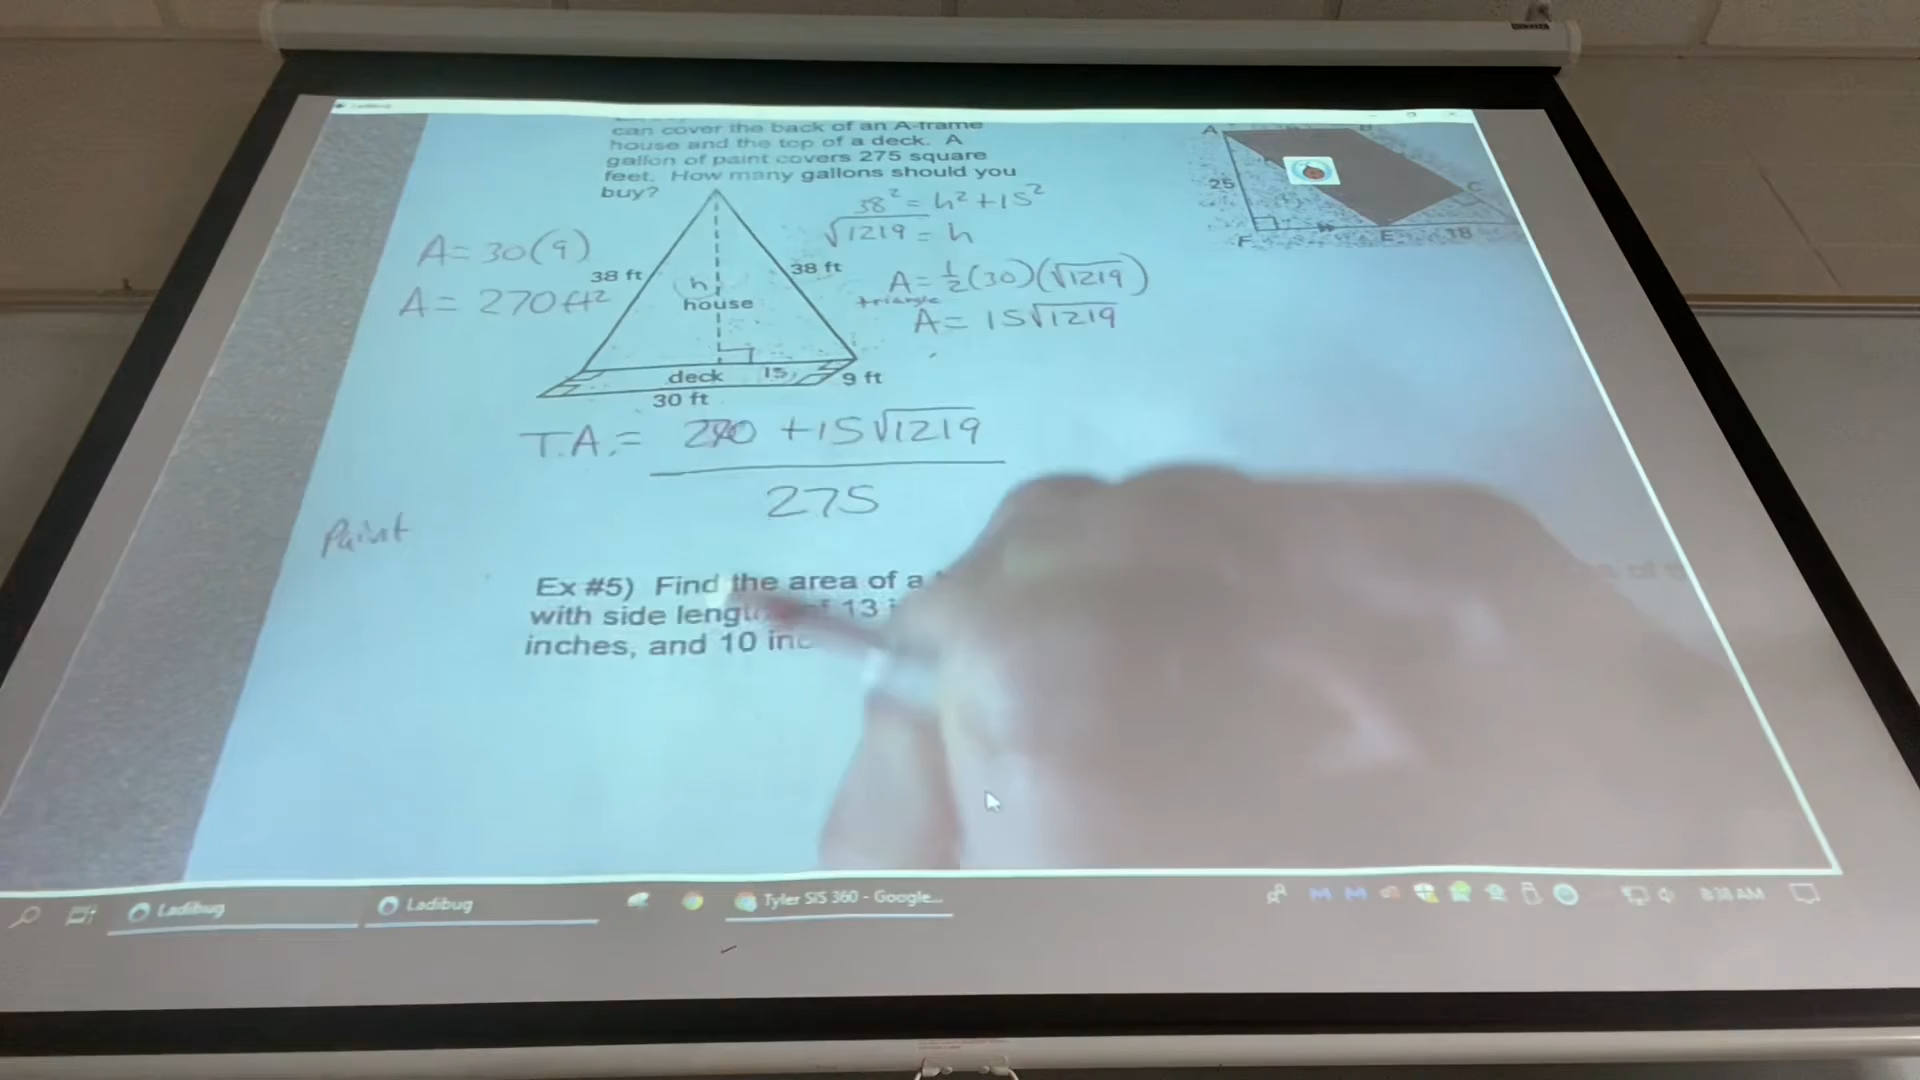 can cover the back of an A-frame
house and the top of a deck. A
gallon of paint covers 275 square
feet. How many gallons should you
buy?
38² = h² + 15²
√1219 = h
A = 30(9)
A = 270 ft²
38 ft
38 ft
h
house
A = ½(30)(√1219)
triangle
A = 15√1219
deck
15
9 ft
30 ft
T.A. = 270 + 15√1219
275
Paint
Ex #5) Find the area of a
with side 13
inches, and 10
A
B
25
C
F
E
18
Ladibug
Ladibug
Tyler SIS 360 - Google...
8:38 AM